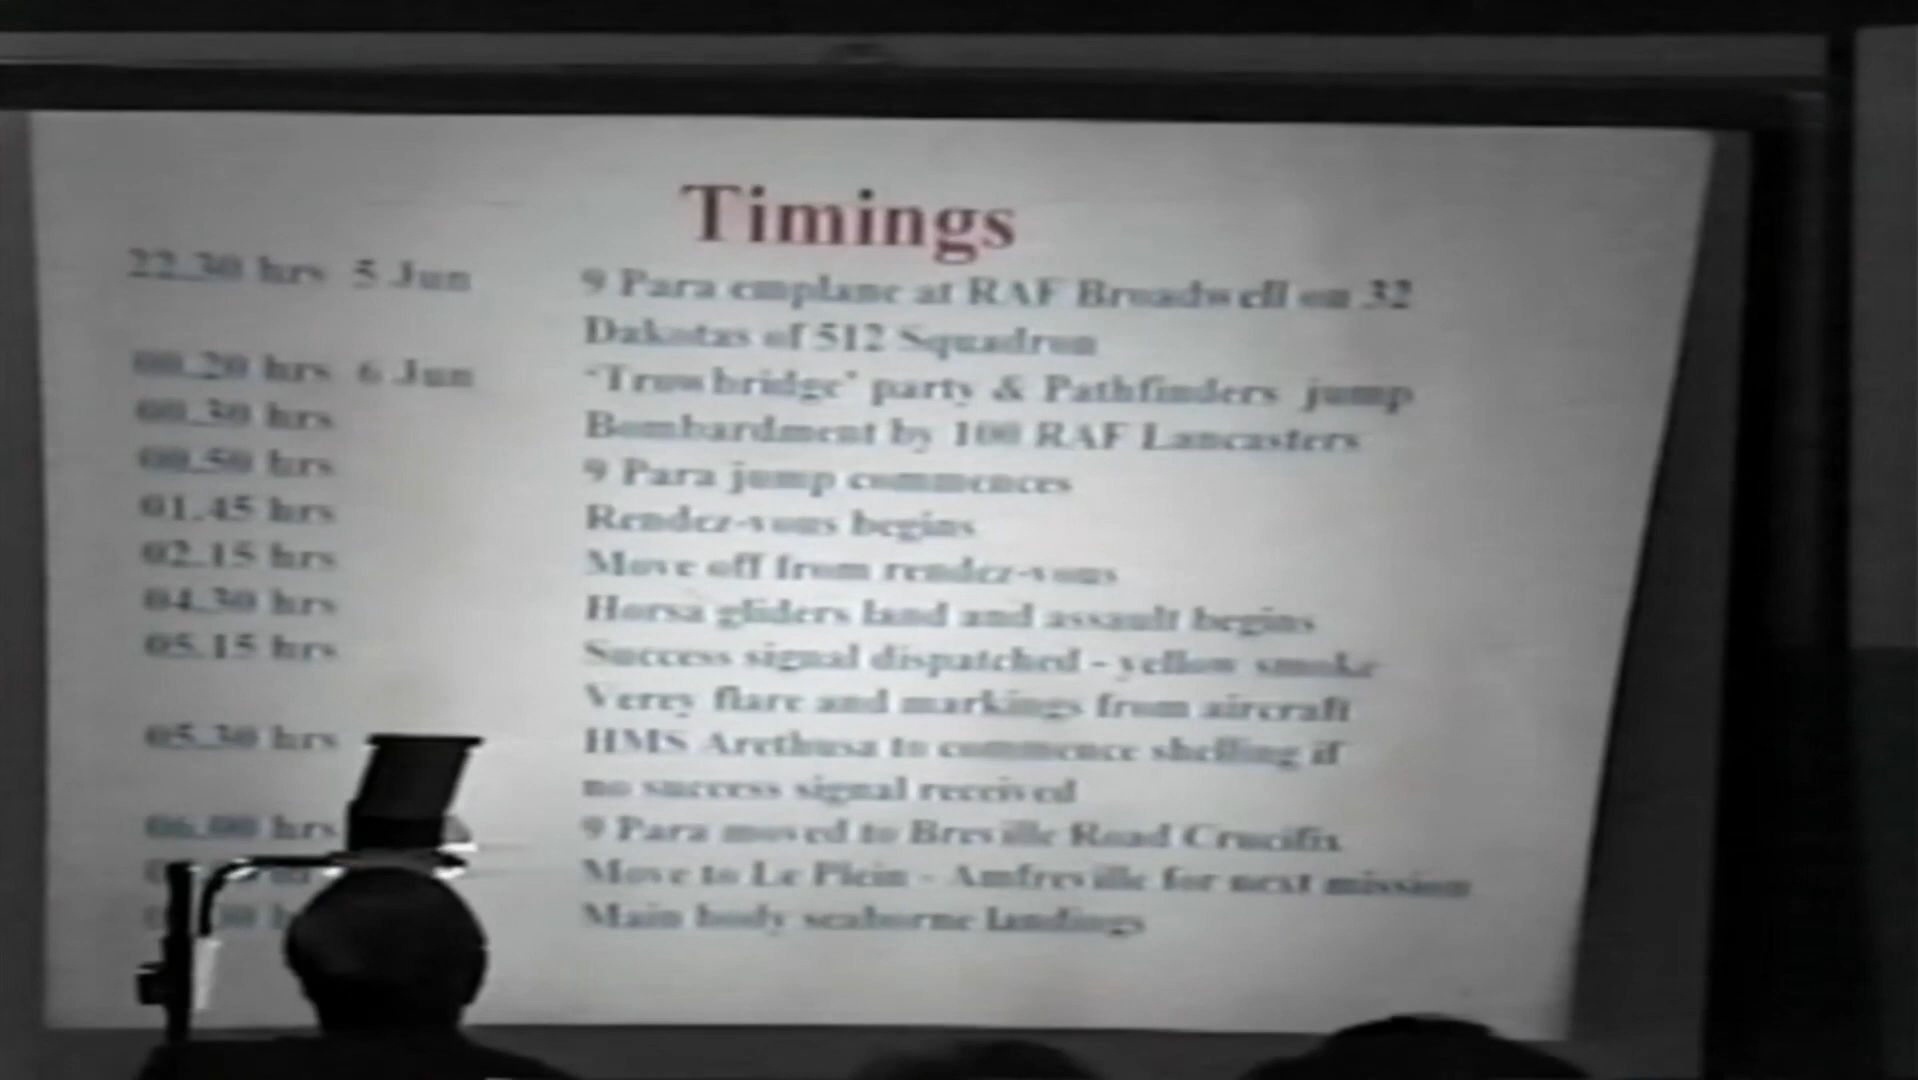 Timings
22.30 hrs 5 Jun 9 Para emplane at RAF Broadwell on 32
Dakotas of 512 Squadron
00.20 hrs 6 Jun 'Trowbridge' party & Pathfinders jump
00.30 hrs Bombardment by 100 RAF Lancasters
00.50 hrs 9 Para jump commences
01.45 hrs Rendez-vous begins
02.15 hrs Move off from rendez-vous
04.30 hrs Horsa gliders land and assault begins
05.15 hrs Success signal dispatched - yellow smoke
Verey flare and markings from aircraft
05.30 hrs HMS Arethusa to commence shelling if
no success signal received
06.00 hrs 9 Para moved to Breville Road Crucifix
Move to Le Plein - Amfreville for next mission
Main body seaborne landings